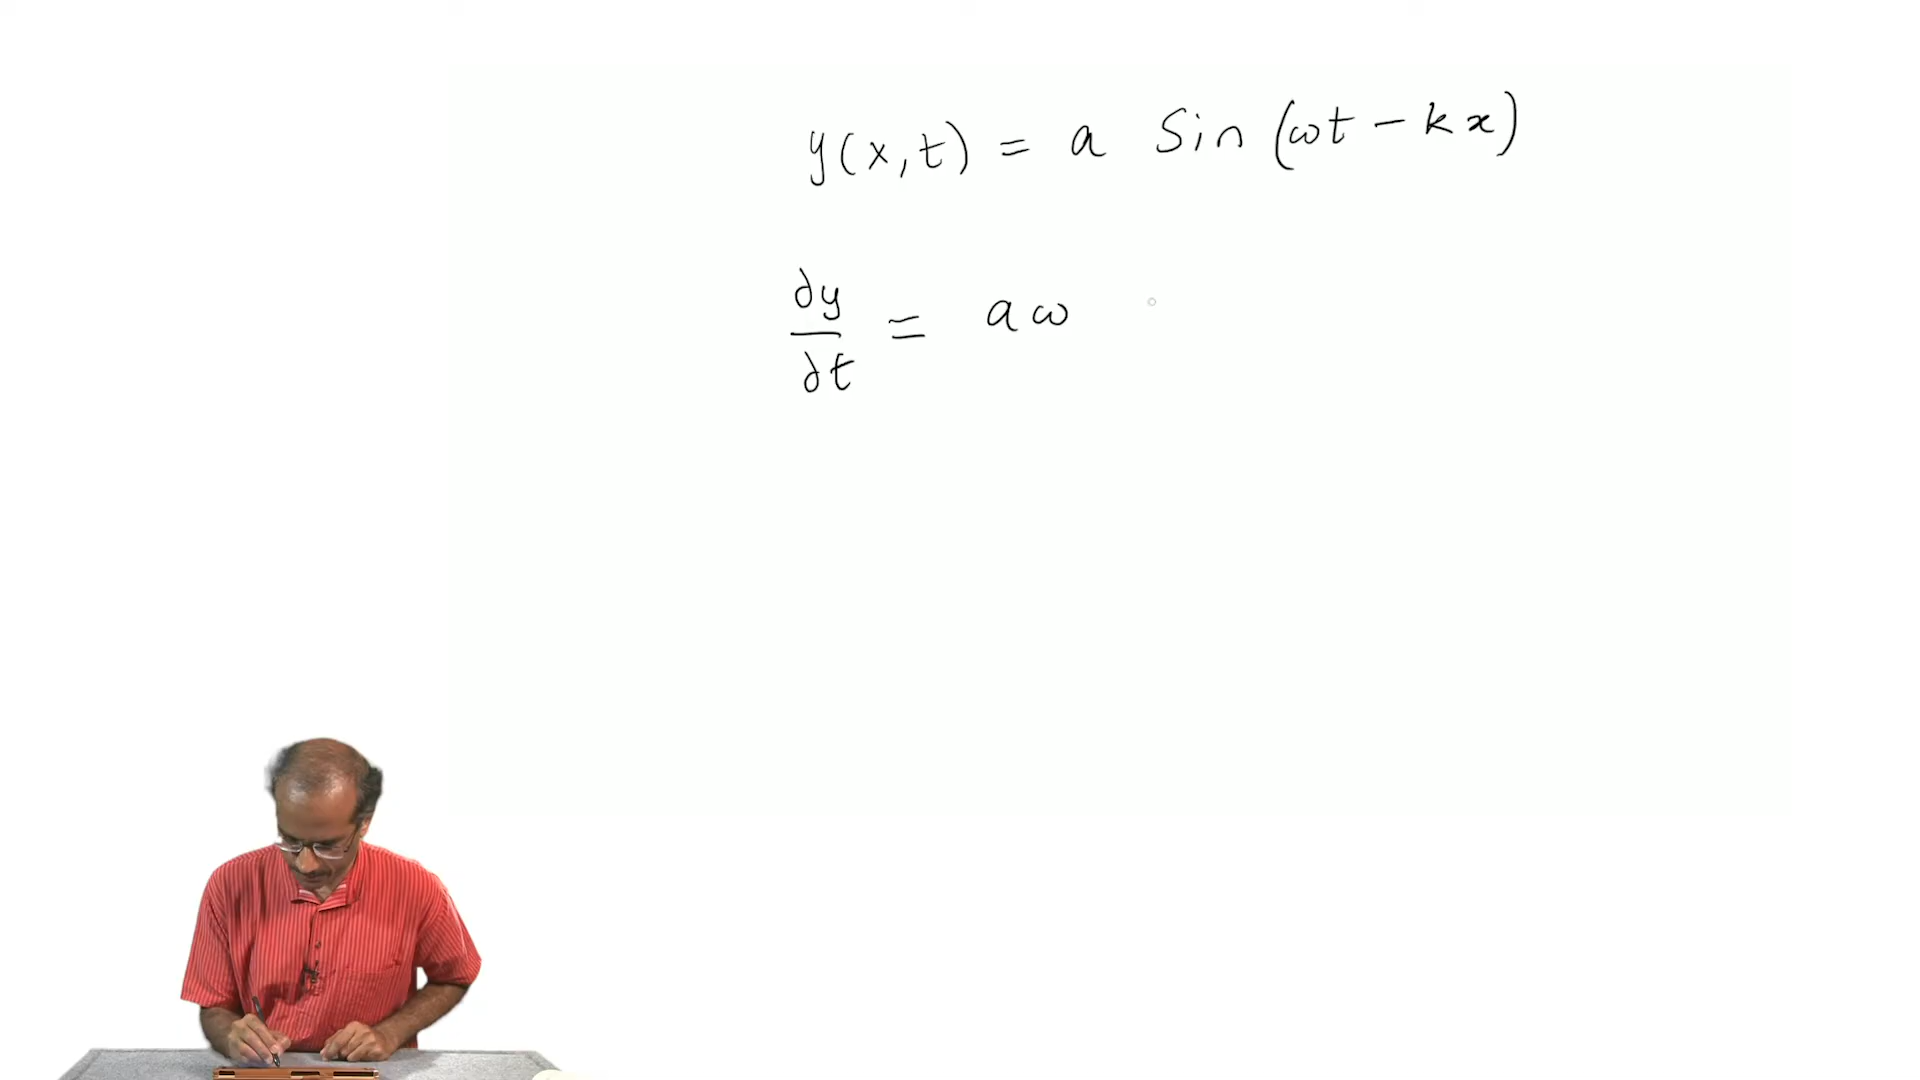 y(x,t) = a Sin(ωt - kx)
∂y/∂t = aω